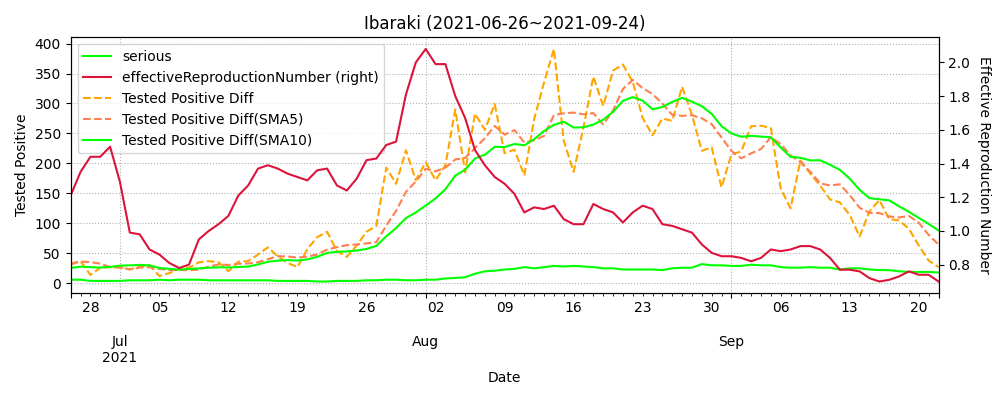 Ibaraki (2021-06-26~2021-09-24)
serious
effectiveReproductionNumber (right)
Tested Positive Diff
Tested Positive Diff(SMA5)
Tested Positive Diff(SMA10)
Tested Positive
400
350
300
250
200
150
100
50
0
Effective Reproduction Number
2.0
1.8
1.6
1.4
1.2
1.0
0.8
28 05 12 19 26 02 09 16 23 30 06 13 20
Jul Aug Sep
2021
Date